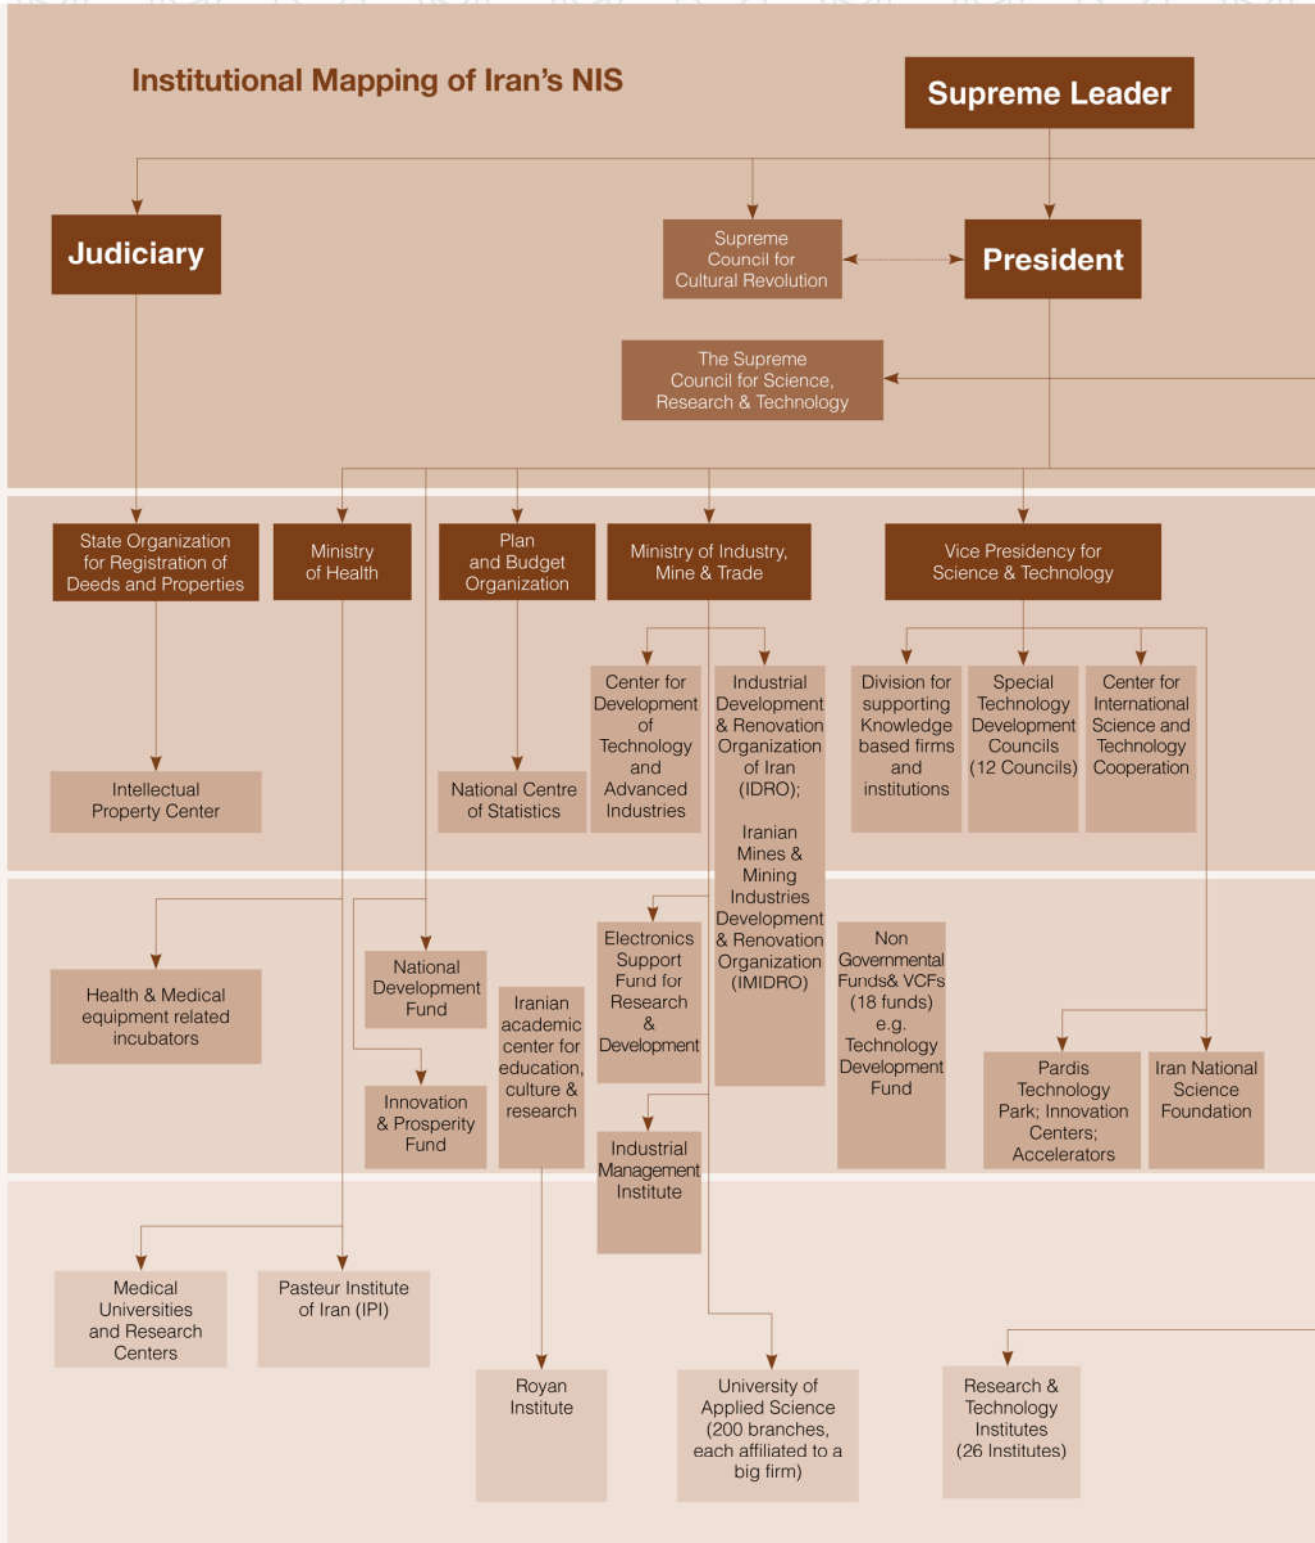 Institutional Mapping of Iran's NIS
Supreme Leader
Judiciary
Supreme
Council for
Cultural Revolution
President
The Supreme
Council for Science,
Research & Technology
State Organization
for Registration of
Deeds and Properties
Ministry
of Health
Plan
and Budget
Organization
Ministry of Industry,
Mine & Trade
Vice Presidency for
Science & Technology
Intellectual
Property Center
National Centre
of Statistics
Center for
Development
of
Technology
and
Advanced
Industries
Industrial
Development
& Renovation
Organization
of Iran
(IDRO);
Iranian
Mines &
Mining
Industries
Development
& Renovation
Organization
(IMIDRO)
Division for
supporting
Knowledge
based firms
and
institutions
Special
Technology
Development
Councils
(12 Councils)
Center for
International
Science and
Technology
Cooperation
Health & Medical
equipment related
incubators
National
Development
Fund
Innovation
& Prosperity
Fund
Iranian
academic
center for
education,
culture &
research
Electronics
Support
Fund for
Research
&
Development
Industrial
Management
Institute
Non
Governmental
Funds& VCFs
(18 funds)
e.g.
Technology
Development
Fund
Pardis
Technology
Park; Innovation
Centers;
Accelerators
Iran National
Science
Foundation
Medical
Universities
and Research
Centers
Pasteur Institute
of Iran (IPI)
Royan
Institute
University of
Applied Science
(200 branches,
each affiliated to a
big firm)
Research &
Technology
Institutes
(26 Institutes)